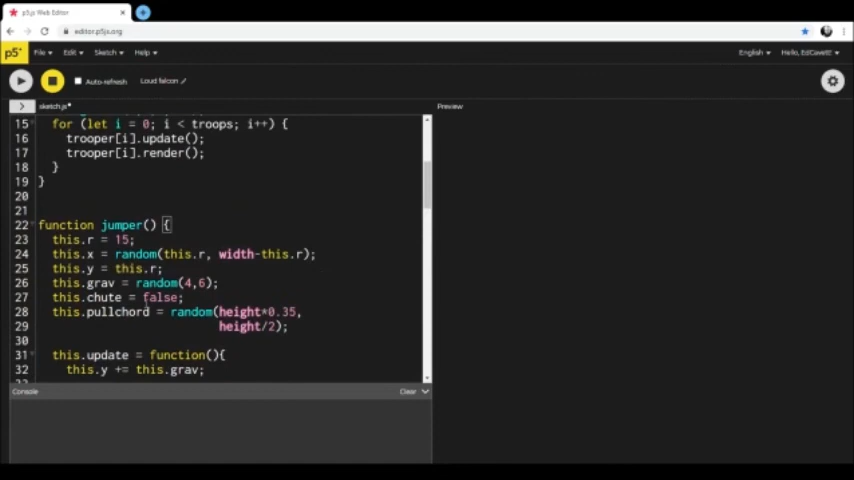 p5.js Web Editor
editor.p5js.org
p5* File Edit Sketch Help English Hello, EdCavett!
Auto-refresh Loud falcon
sketch.js Preview
15 for (let i = 0; i < troops; i++) {
16 trooper[i].update();
17 trooper[i].render();
18 }
19 }
20
21
22 function jumper() {
23 this.r = 15;
24 this.x = random(this.r, width-this.r);
25 this.y = this.r;
26 this.grav = random(4,6);
27 this.chute = false;
28 this.pullchord = random(height*0.35,
29 height/2);
30
31 this.update = function(){
32 this.y += this.grav;
Console Clear